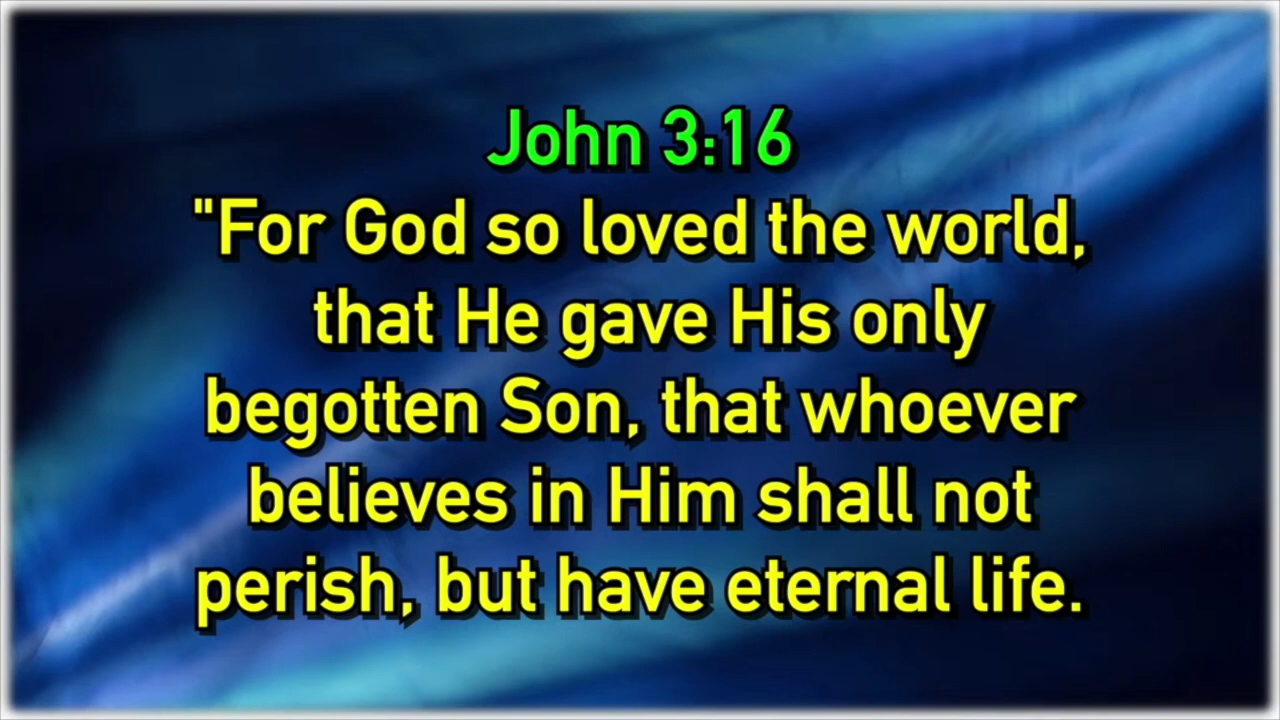 John 3:16
"For God so loved the world,
that He gave His only
begotten Son, that whoever
believes in Him shall not
perish, but have eternal life.